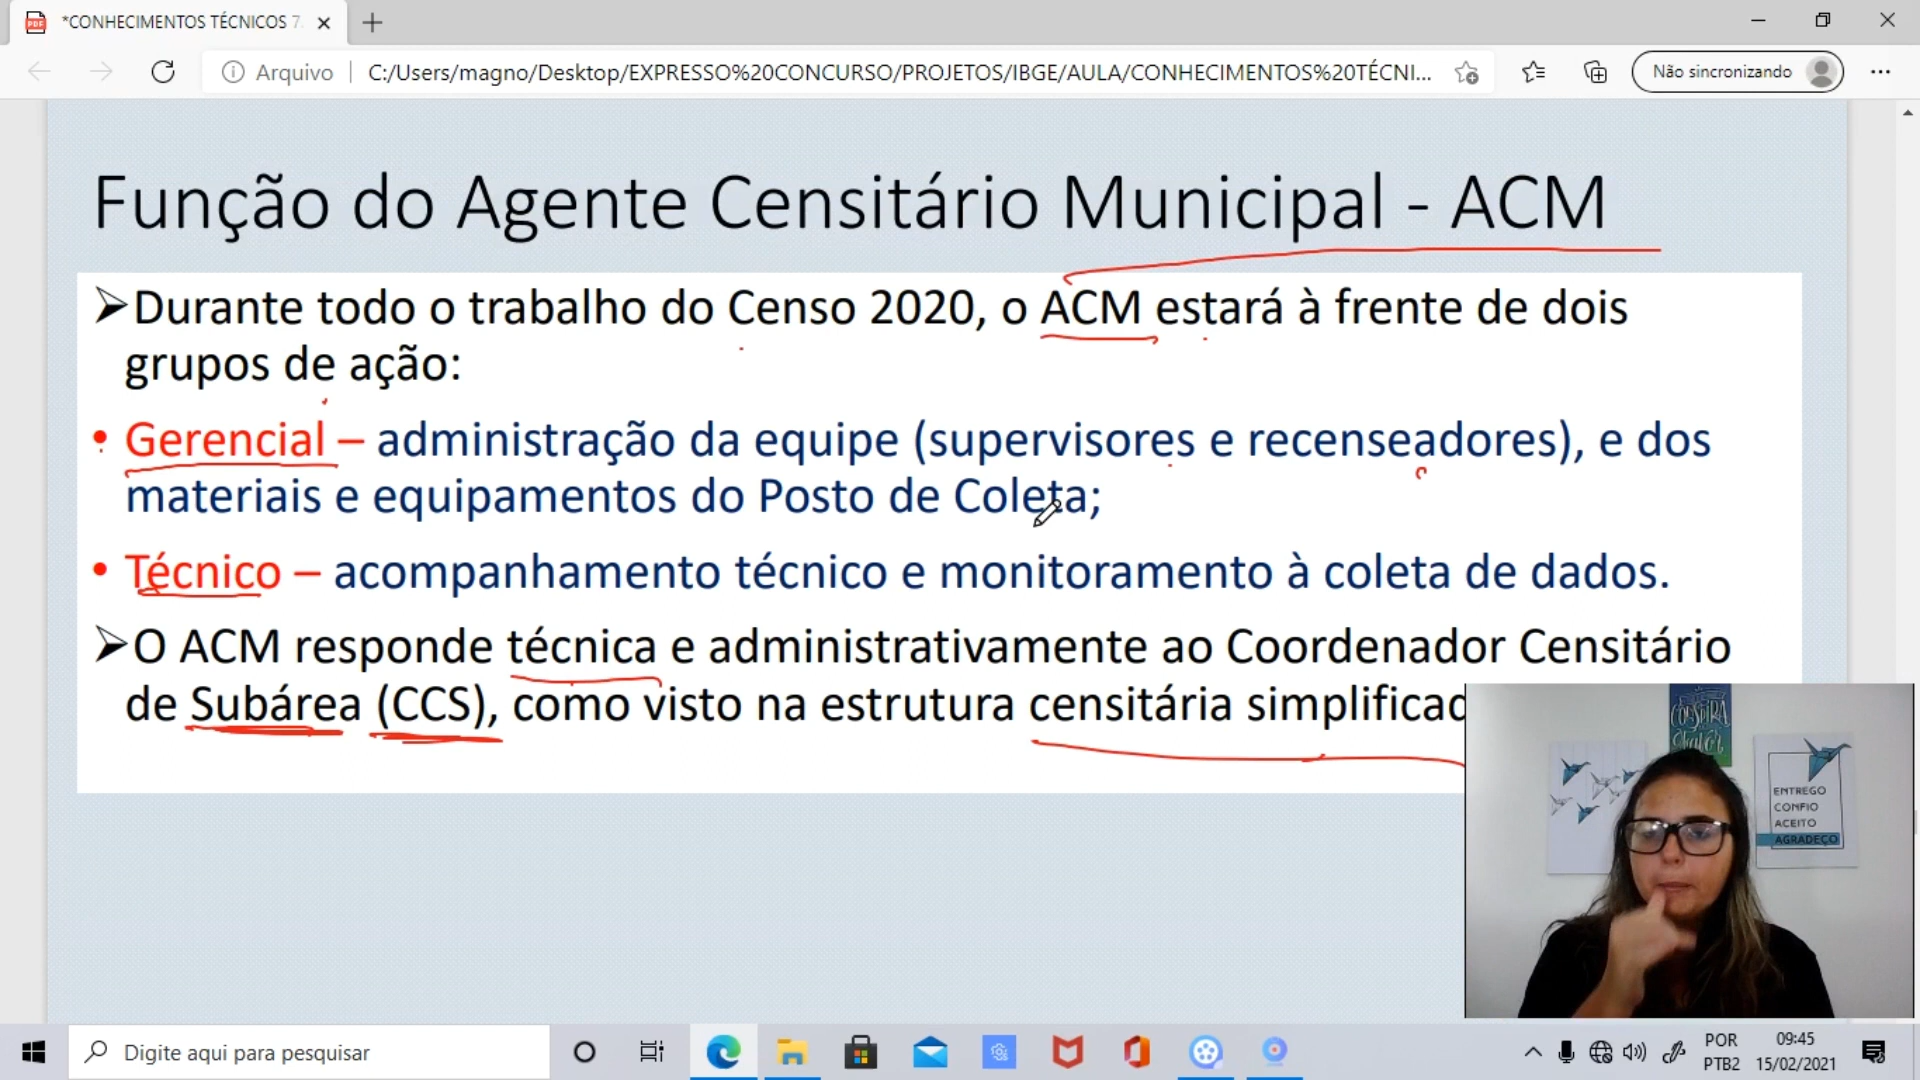 *CONHECIMENTOS TÉCNICOS 7.
Arquivo
C:/Users/magno/Desktop/EXPRESSO%20CONCURSO/PROJETOS/IBGE/AULA/CONHECIMENTOS%20TÉCNI...
Não sincronizando
Função do Agente Censitário Municipal - ACM
➢Durante todo o trabalho do Censo 2020, o ACM estará à frente de dois
grupos de ação:
• Gerencial – administração da equipe (supervisores e recenseadores), e dos
materiais e equipamentos do Posto de Coleta;
• Técnico – acompanhamento técnico e monitoramento à coleta de dados.
➢O ACM responde técnica e administrativamente ao Coordenador Censitário
de Subárea (CCS), como visto na estrutura censitária simplificad
CONSPIRA
ENTREGO
CONFIO
ACEITO
AGRADEÇO
Digite aqui para pesquisar
POR
PTB2
09:45
15/02/2021